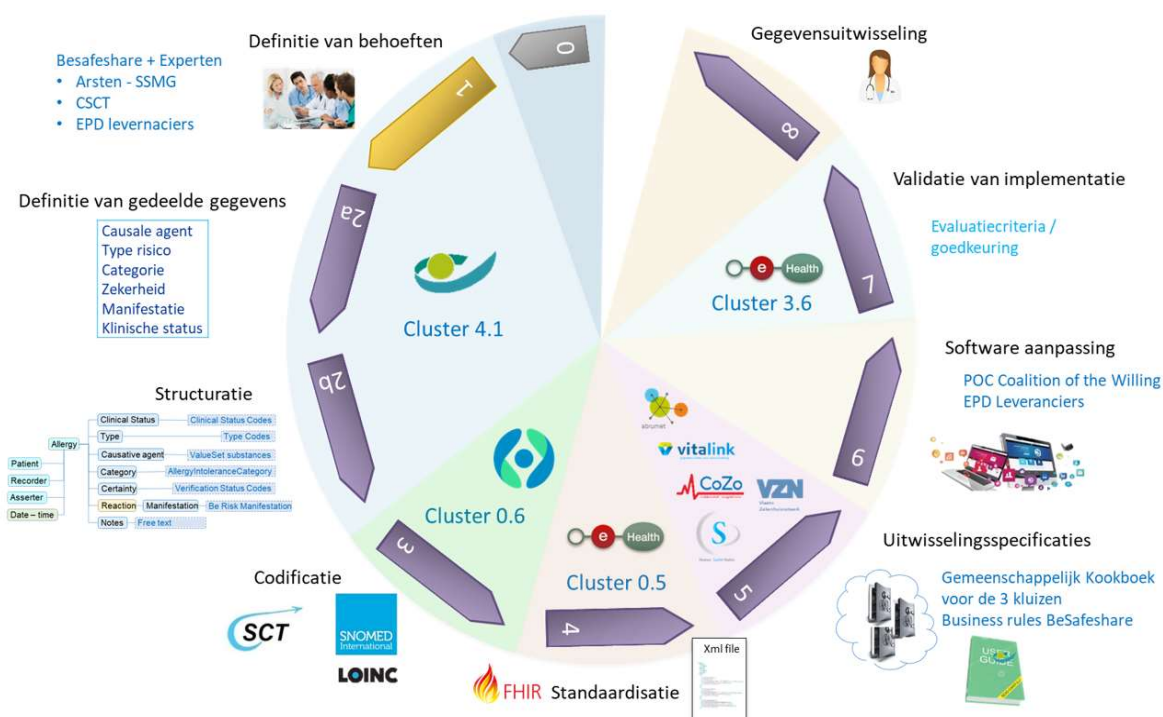 Definitie van behoeften
Besafeshare + Experten
• Arsten - SSMG
• CSCT
• EPD levernaciers
0
1
Definitie van gedeelde gegevens
Causale agent
Type risico
Categorie
Zekerheid
Manifestatie
Klinische status
2a
Cluster 4.1
2b
Structuratie
Patient
Recorder
Asserter
Date – time
Allergy
Clinical Status
Clinical Status Codes
Type
Type Codes
Causative agent
ValueSet substances
Category
AllergyIntoleranceCategory
Certainty
Verification Status Codes
Reaction
Manifestation
Be Risk Manifestation
Notes
Free text
Cluster 0.6
3
Codificatie
SCT
SNOMED
International
LOINC
e
Health
Cluster 0.5
4
FHIR
Standaardisatie
Xml file
abrumet
vitalink
CoZo
VZN
S
5
Uitwisselingsspecificaties
Gemeenschappelijk Kookboek
voor de 3 kluizen
Business rules BeSafeshare
USER
GUIDE
6
Software aanpassing
POC Coalition of the Willing
EPD Leveranciers
e
Health
Cluster 3.6
7
Validatie van implementatie
Evaluatiecriteria /
goedkeuring
8
Gegevensuitwisseling